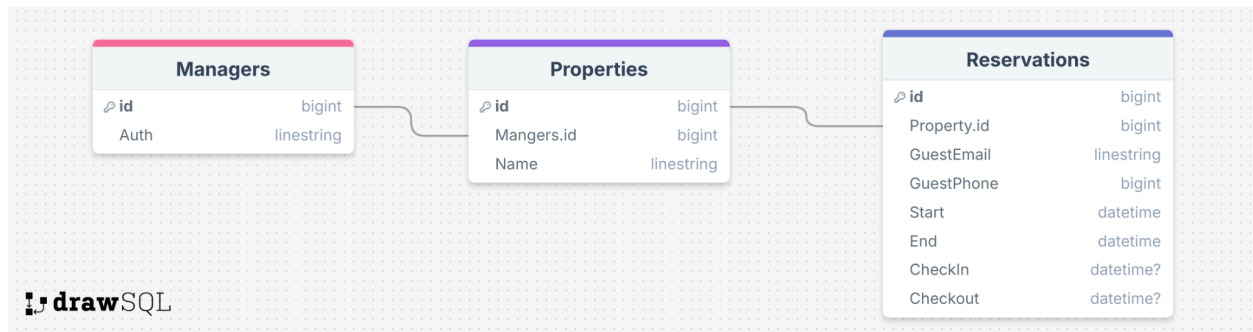 Managers
id bigint
Auth linestring
Properties
id bigint
Mangers.id bigint
Name linestring
Reservations
id bigint
Property.id bigint
GuestEmail linestring
GuestPhone bigint
Start datetime
End datetime
CheckIn datetime?
Checkout datetime?
drawSQL